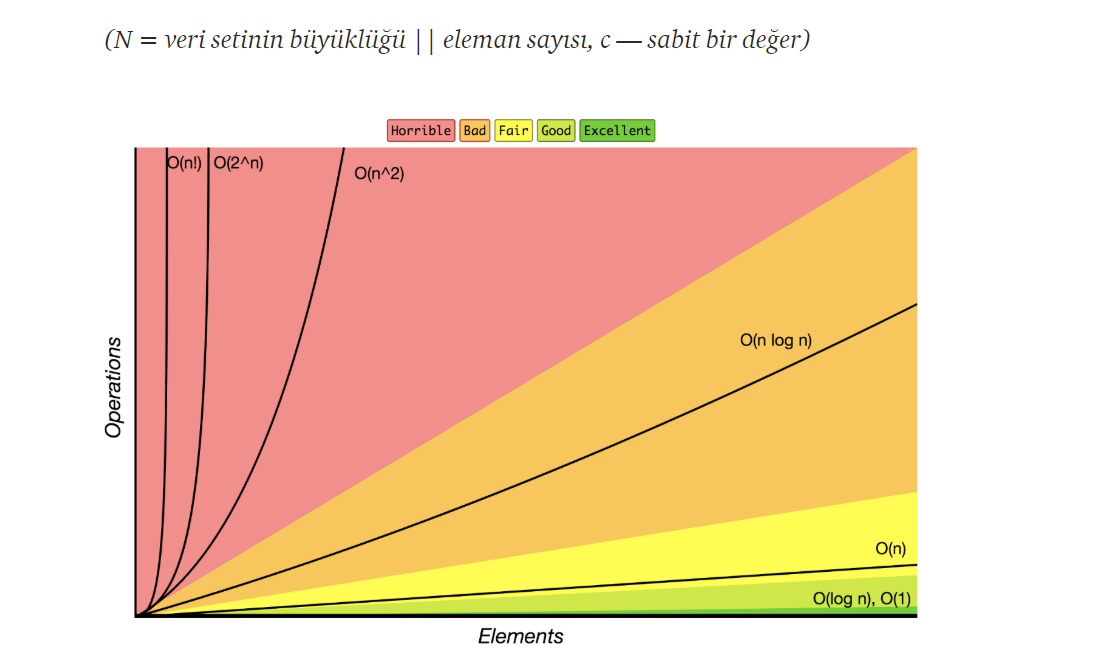 (N = veri setinin büyüklüğü || eleman sayısı, c — sabit bir değer)
Horrible Bad Fair Good Excellent
O(n!) O(2^n)
O(n^2)
O(n log n)
O(n)
O(log n), O(1)
Operations
Elements